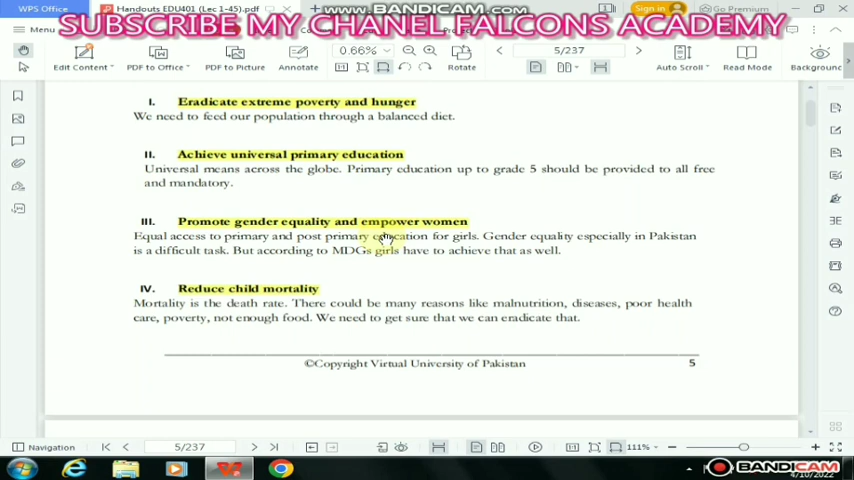 www.BANDICAM.com
WPS Office Handouts EDU401 (Lec 1-45).pdf Sign in Go Premium
SUBSCRIBE MY CHANEL FALCONS ACADEMY
Menu
0.66% 5/237
Edit Content PDF to Office PDF to Picture Annotate Rotate Auto Scroll Read Mode Background
I. Eradicate extreme poverty and hunger
We need to feed our population through a balanced diet.
II. Achieve universal primary education
Universal means across the globe. Primary education up to grade 5 should be provided to all free
and mandatory.
III. Promote gender equality and empower women
Equal access to primary and post primary education for girls. Gender equality especially in Pakistan
is a difficult task. But according to MDGs girls have to achieve that as well.
IV. Reduce child mortality
Mortality is the death rate. There could be many reasons like malnutrition, diseases, poor health
care, poverty, not enough food. We need to get sure that we can eradicate that.
©Copyright Virtual University of Pakistan 5
Navigation 5/237 111%
BANDICAM
4/10/2022